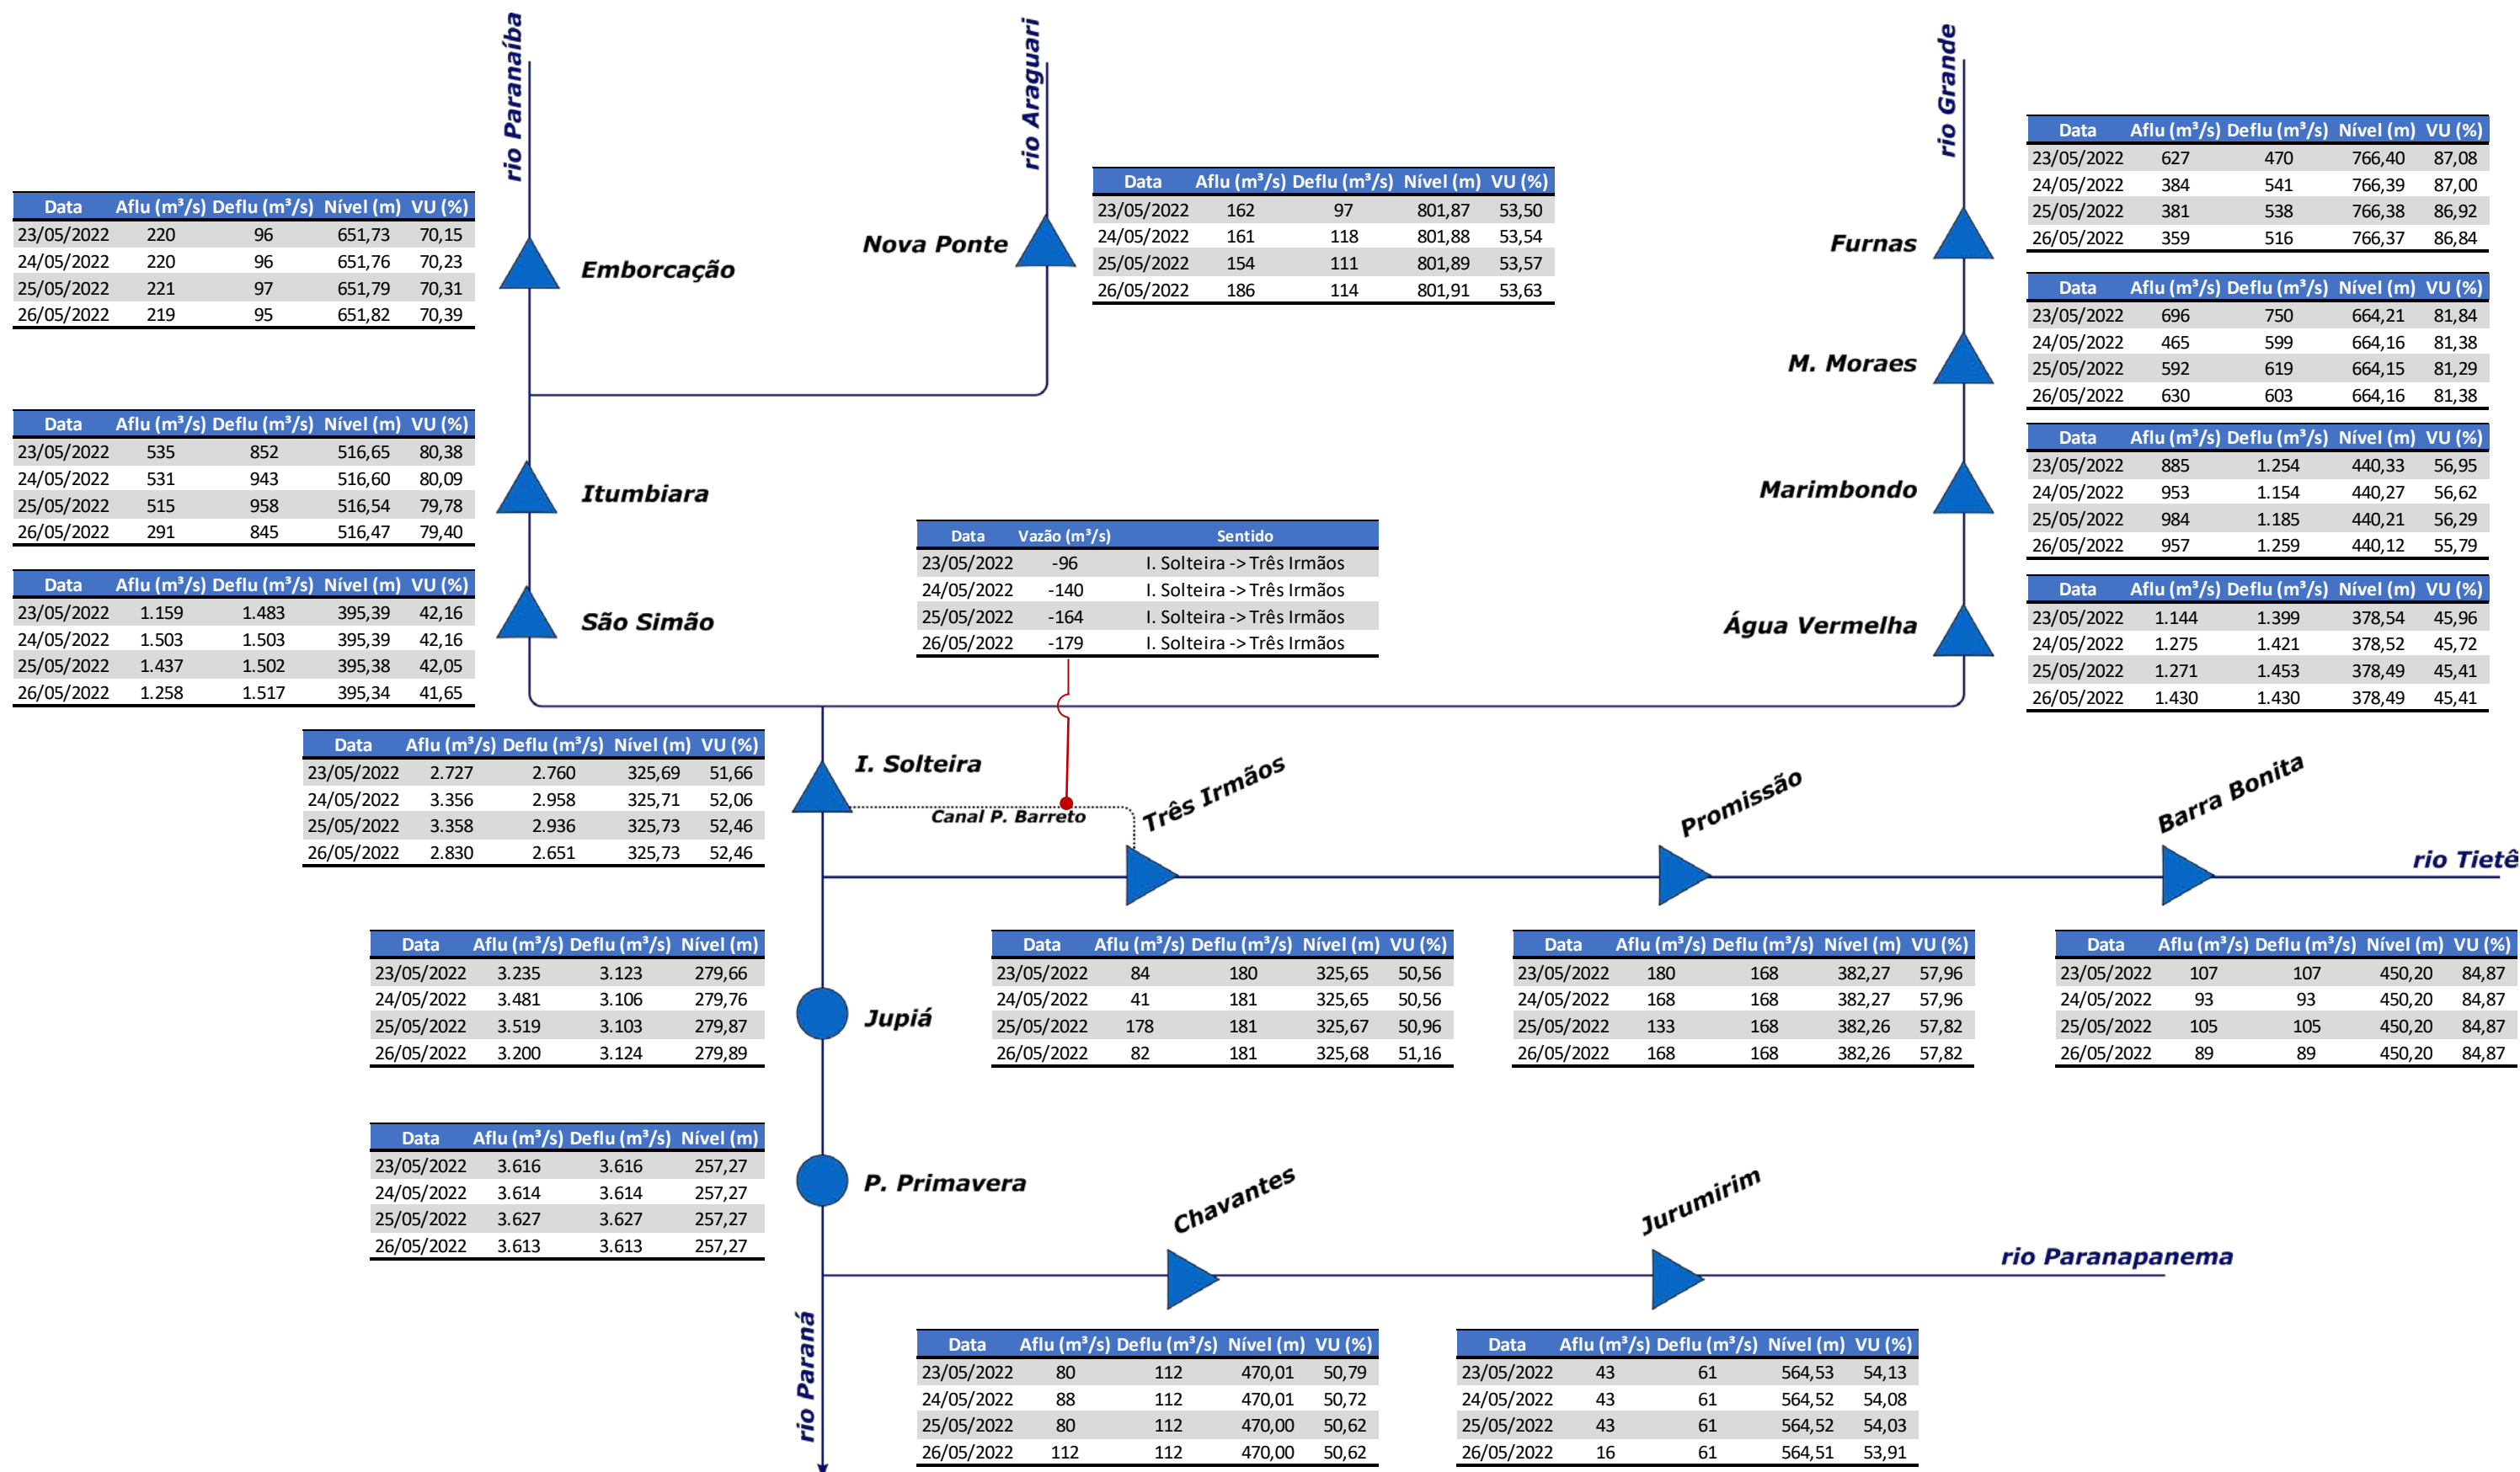 rio Paranaíba
rio Araguari
rio Grande
Data Aflu (m³/s) Deflu (m³/s) Nível (m) VU (%)
23/05/2022 220 96 651,73 70,15
24/05/2022 220 96 651,76 70,23
25/05/2022 221 97 651,79 70,31
26/05/2022 219 95 651,82 70,39
Emborcação
Nova Ponte
Data Aflu (m³/s) Deflu (m³/s) Nível (m) VU (%)
23/05/2022 162 97 801,87 53,50
24/05/2022 161 118 801,88 53,54
25/05/2022 154 111 801,89 53,57
26/05/2022 186 114 801,91 53,63
Furnas
Data Aflu (m³/s) Deflu (m³/s) Nível (m) VU (%)
23/05/2022 627 470 766,40 87,08
24/05/2022 384 541 766,39 87,00
25/05/2022 381 538 766,38 86,92
26/05/2022 359 516 766,37 86,84
M. Moraes
Data Aflu (m³/s) Deflu (m³/s) Nível (m) VU (%)
23/05/2022 696 750 664,21 81,84
24/05/2022 465 599 664,16 81,38
25/05/2022 592 619 664,15 81,29
26/05/2022 630 603 664,16 81,38
Data Aflu (m³/s) Deflu (m³/s) Nível (m) VU (%)
23/05/2022 535 852 516,65 80,38
24/05/2022 531 943 516,60 80,09
25/05/2022 515 958 516,54 79,78
26/05/2022 291 845 516,47 79,40
Itumbiara
Marimbondo
Data Aflu (m³/s) Deflu (m³/s) Nível (m) VU (%)
23/05/2022 885 1.254 440,33 56,95
24/05/2022 953 1.154 440,27 56,62
25/05/2022 984 1.185 440,21 56,29
26/05/2022 957 1.259 440,12 55,79
Data Aflu (m³/s) Deflu (m³/s) Nível (m) VU (%)
23/05/2022 1.159 1.483 395,39 42,16
24/05/2022 1.503 1.503 395,39 42,16
25/05/2022 1.437 1.502 395,38 42,05
26/05/2022 1.258 1.517 395,34 41,65
São Simão
Data Vazão (m³/s) Sentido
23/05/2022 -96 I. Solteira -> Três Irmãos
24/05/2022 -140 I. Solteira -> Três Irmãos
25/05/2022 -164 I. Solteira -> Três Irmãos
26/05/2022 -179 I. Solteira -> Três Irmãos
Água Vermelha
Data Aflu (m³/s) Deflu (m³/s) Nível (m) VU (%)
23/05/2022 1.144 1.399 378,54 45,96
24/05/2022 1.275 1.421 378,52 45,72
25/05/2022 1.271 1.453 378,49 45,41
26/05/2022 1.430 1.430 378,49 45,41
Data Aflu (m³/s) Deflu (m³/s) Nível (m) VU (%)
23/05/2022 2.727 2.760 325,69 51,66
24/05/2022 3.356 2.958 325,71 52,06
25/05/2022 3.358 2.936 325,73 52,46
26/05/2022 2.830 2.651 325,73 52,46
I. Solteira
Canal P. Barreto
Três Irmãos
Promissão
Barra Bonita
rio Tietê
Data Aflu (m³/s) Deflu (m³/s) Nível (m)
23/05/2022 3.235 3.123 279,66
24/05/2022 3.481 3.106 279,76
25/05/2022 3.519 3.103 279,87
26/05/2022 3.200 3.124 279,89
Jupiá
Data Aflu (m³/s) Deflu (m³/s) Nível (m) VU (%)
23/05/2022 84 180 325,65 50,56
24/05/2022 41 181 325,65 50,56
25/05/2022 178 181 325,67 50,96
26/05/2022 82 181 325,68 51,16
Data Aflu (m³/s) Deflu (m³/s) Nível (m) VU (%)
23/05/2022 180 168 382,27 57,96
24/05/2022 168 168 382,27 57,96
25/05/2022 133 168 382,26 57,82
26/05/2022 168 168 382,26 57,82
Data Aflu (m³/s) Deflu (m³/s) Nível (m) VU (%)
23/05/2022 107 107 450,20 84,87
24/05/2022 93 93 450,20 84,87
25/05/2022 105 105 450,20 84,87
26/05/2022 89 89 450,20 84,87
Data Aflu (m³/s) Deflu (m³/s) Nível (m)
23/05/2022 3.616 3.616 257,27
24/05/2022 3.614 3.614 257,27
25/05/2022 3.627 3.627 257,27
26/05/2022 3.613 3.613 257,27
P. Primavera
Chavantes
Jurumirim
rio Paranapanema
rio Paraná
Data Aflu (m³/s) Deflu (m³/s) Nível (m) VU (%)
23/05/2022 80 112 470,01 50,79
24/05/2022 88 112 470,01 50,72
25/05/2022 80 112 470,00 50,62
26/05/2022 112 112 470,00 50,62
Data Aflu (m³/s) Deflu (m³/s) Nível (m) VU (%)
23/05/2022 43 61 564,53 54,13
24/05/2022 43 61 564,52 54,08
25/05/2022 43 61 564,52 54,03
26/05/2022 16 61 564,51 53,91